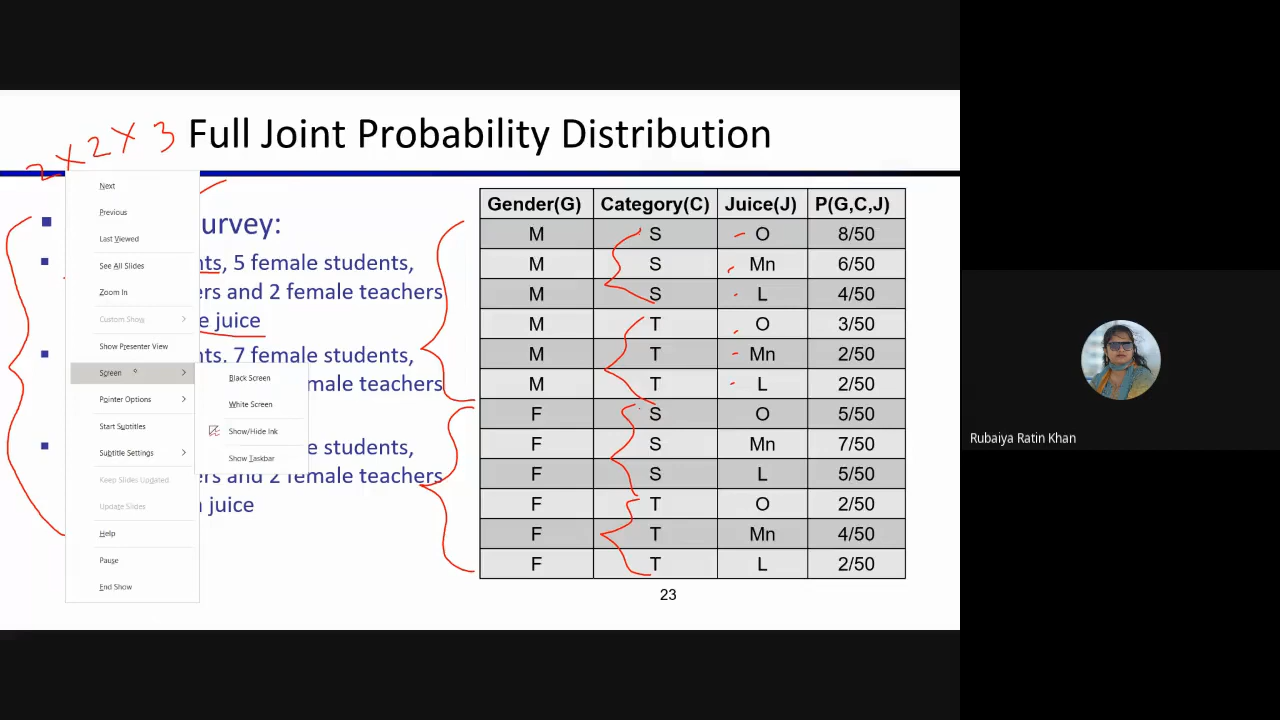 2 X 2 X 3
Full Joint Probability Distribution
urvey:
nts, 5 female students,
ers and 2 female teachers
e juice
nts, 7 female students,
male teachers
e female students,
ers and 2 female teachers
juice
Next
Previous
Last Viewed
See All Slides
Zoom In
Custom Show
Show Presenter View
Screen
Pointer Options
Start Subtitles
Subtitle Settings
Keep Slides Updated
Update Slides
Help
Pause
End Show
Black Screen
White Screen
Show/Hide Ink
Show Taskbar
Gender(G) Category(C) Juice(J) P(G,C,J)
M S O 8/50
M S Mn 6/50
M S L 4/50
M T O 3/50
M T Mn 2/50
M T L 2/50
F S O 5/50
F S Mn 7/50
F S L 5/50
F T O 2/50
F T Mn 4/50
F T L 2/50
23
Rubaiya Ratin Khan